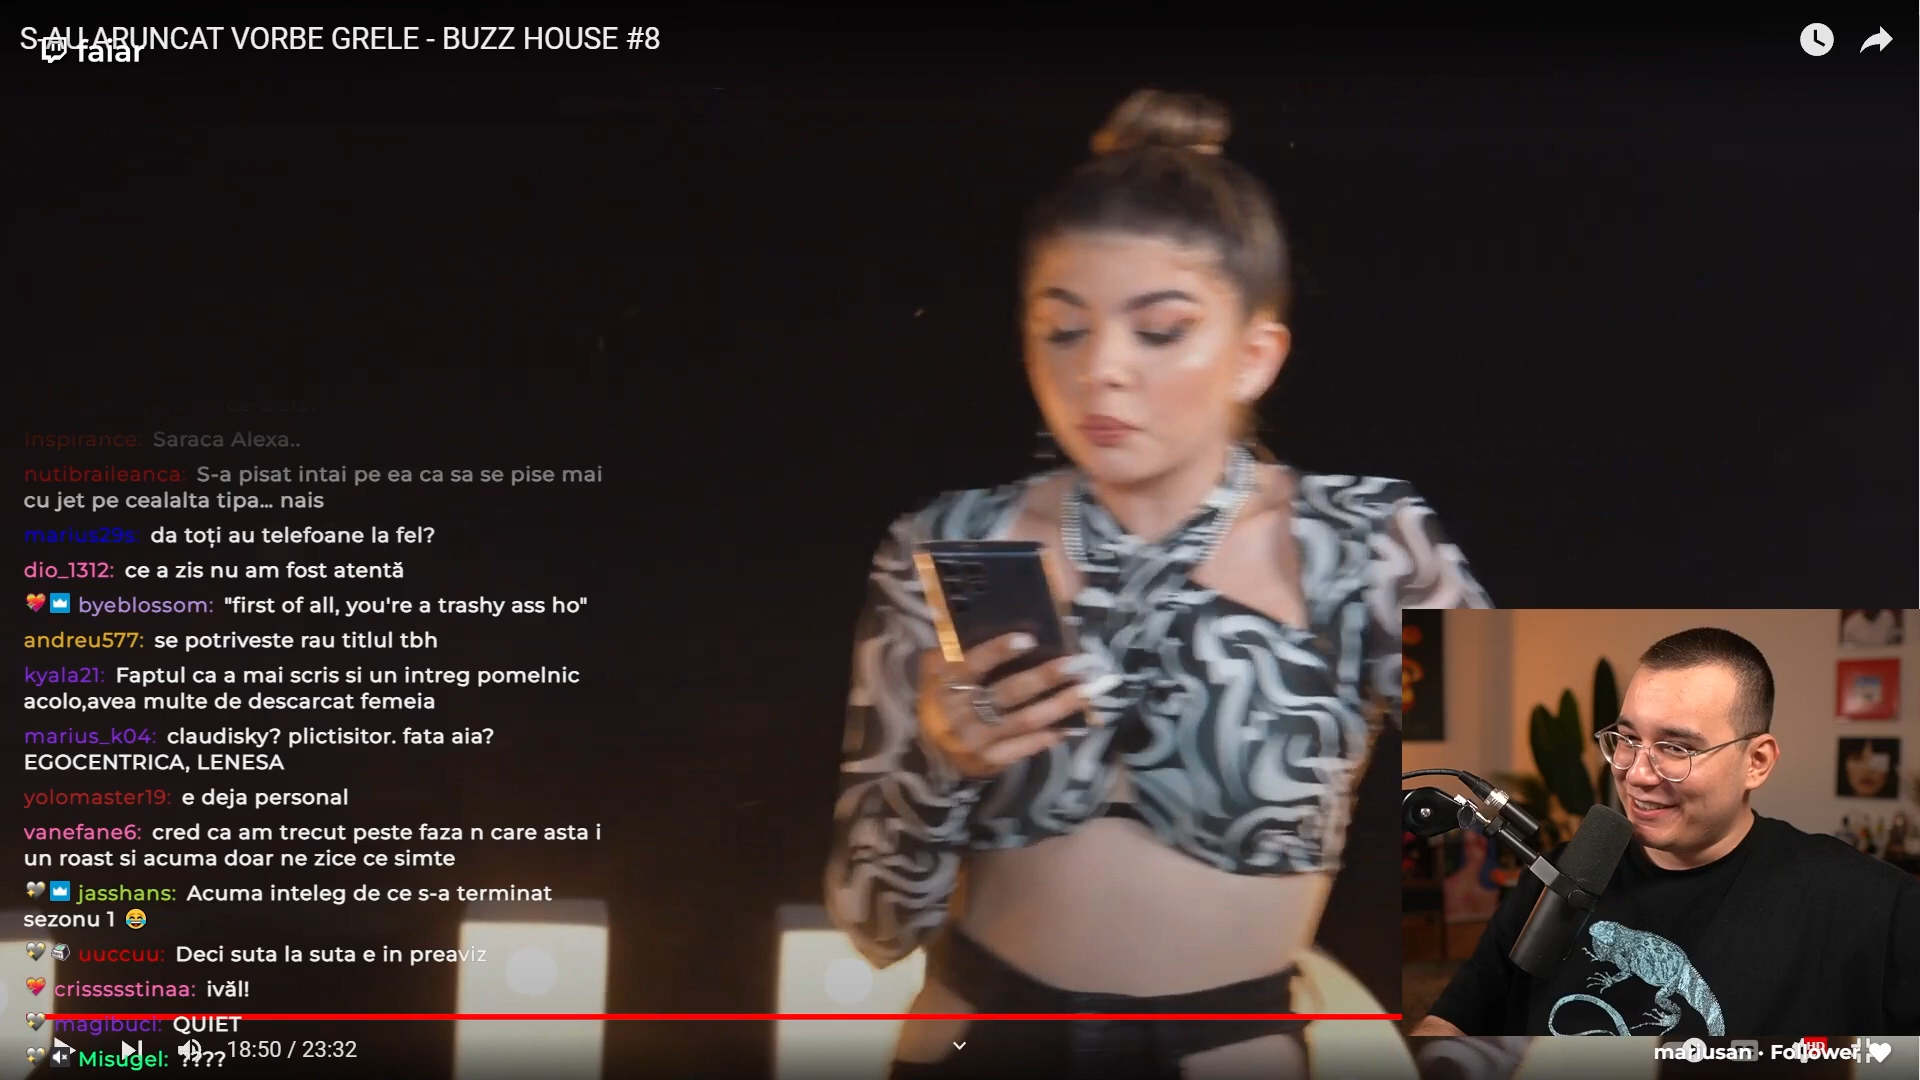 S-AU ARUNCAT VORBE GRELE - BUZZ HOUSE #8
faiar
Inspirance: Saraca Alexa..
nutibraileanca: S-a pisat intai pe ea ca sa se pise mai
cu jet pe cealalta tipa... nais
marius29s: da toți au telefoane la fel?
dio_1312: ce a zis nu am fost atentă
byeblossom: "first of all, you're a trashy ass ho"
andreu577: se potriveste rau titlul tbh
kyala21: Faptul ca a mai scris si un intreg pomelnic
acolo,avea multe de descarcat femeia
marius_k04: claudisky? plictisitor. fata aia?
EGOCENTRICA, LENESA
yolomaster19: e deja personal
vanefane6: cred ca am trecut peste faza n care asta i
un roast si acuma doar ne zice ce simte
jasshans: Acuma inteleg de ce s-a terminat
sezonu 1 😂
uuccuu: Deci suta la suta e in preaviz
crissssstinaa: ivăl!
magibuci: QUIET
Misugel: ????
18:50 / 23:32
mariusan • Follower